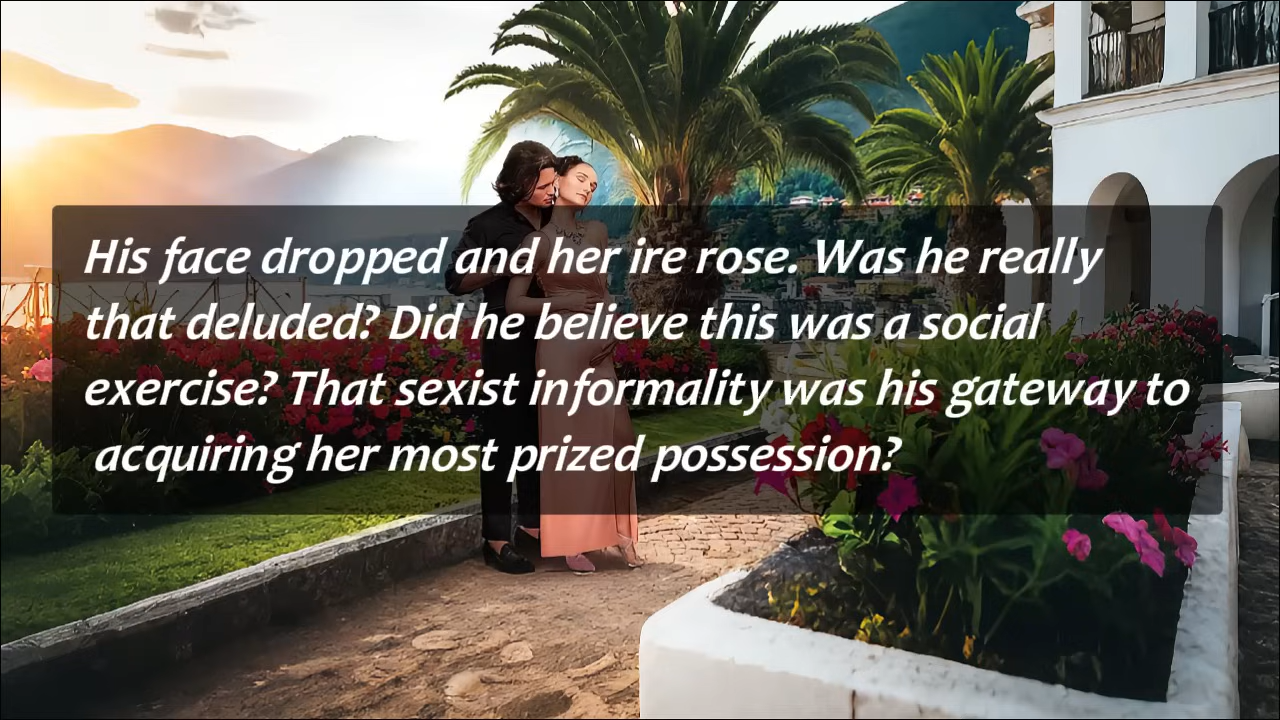 His face dropped and her ire rose. Was he really
that deluded? Did he believe this was a social
exercise? That sexist informality was his gateway to
acquiring her most prized possession?